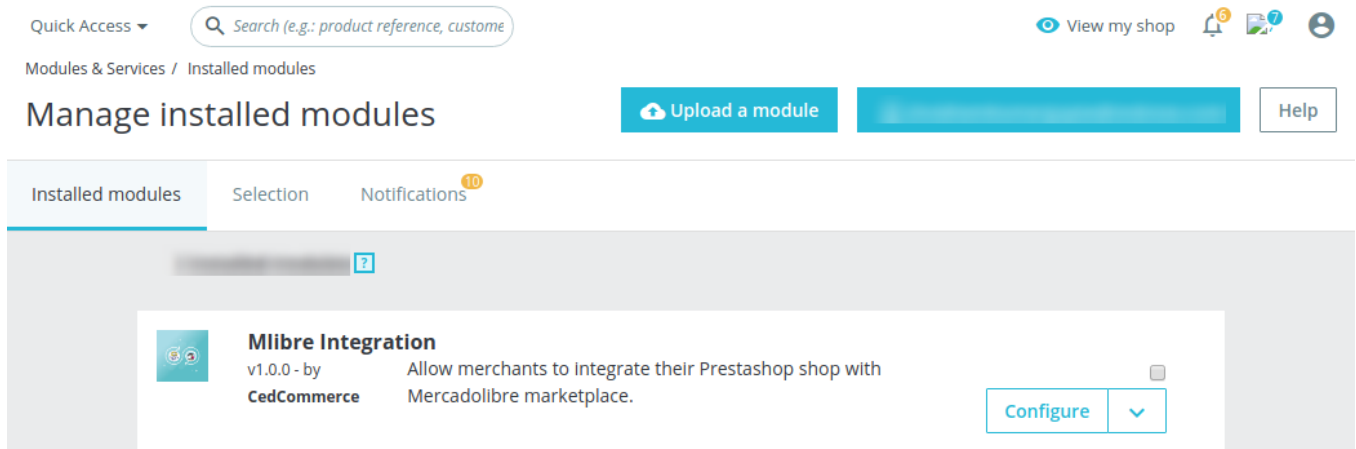 Quick Access
Search (e.g.: product reference, custome
View my shop
6
7
Modules & Services / Installed modules
Manage installed modules
Upload a module
Help
Installed modules
Selection
Notifications
10
?
Mlibre Integration
v1.0.0 - by
CedCommerce
Allow merchants to integrate their Prestashop shop with
Mercadolibre marketplace.
Configure